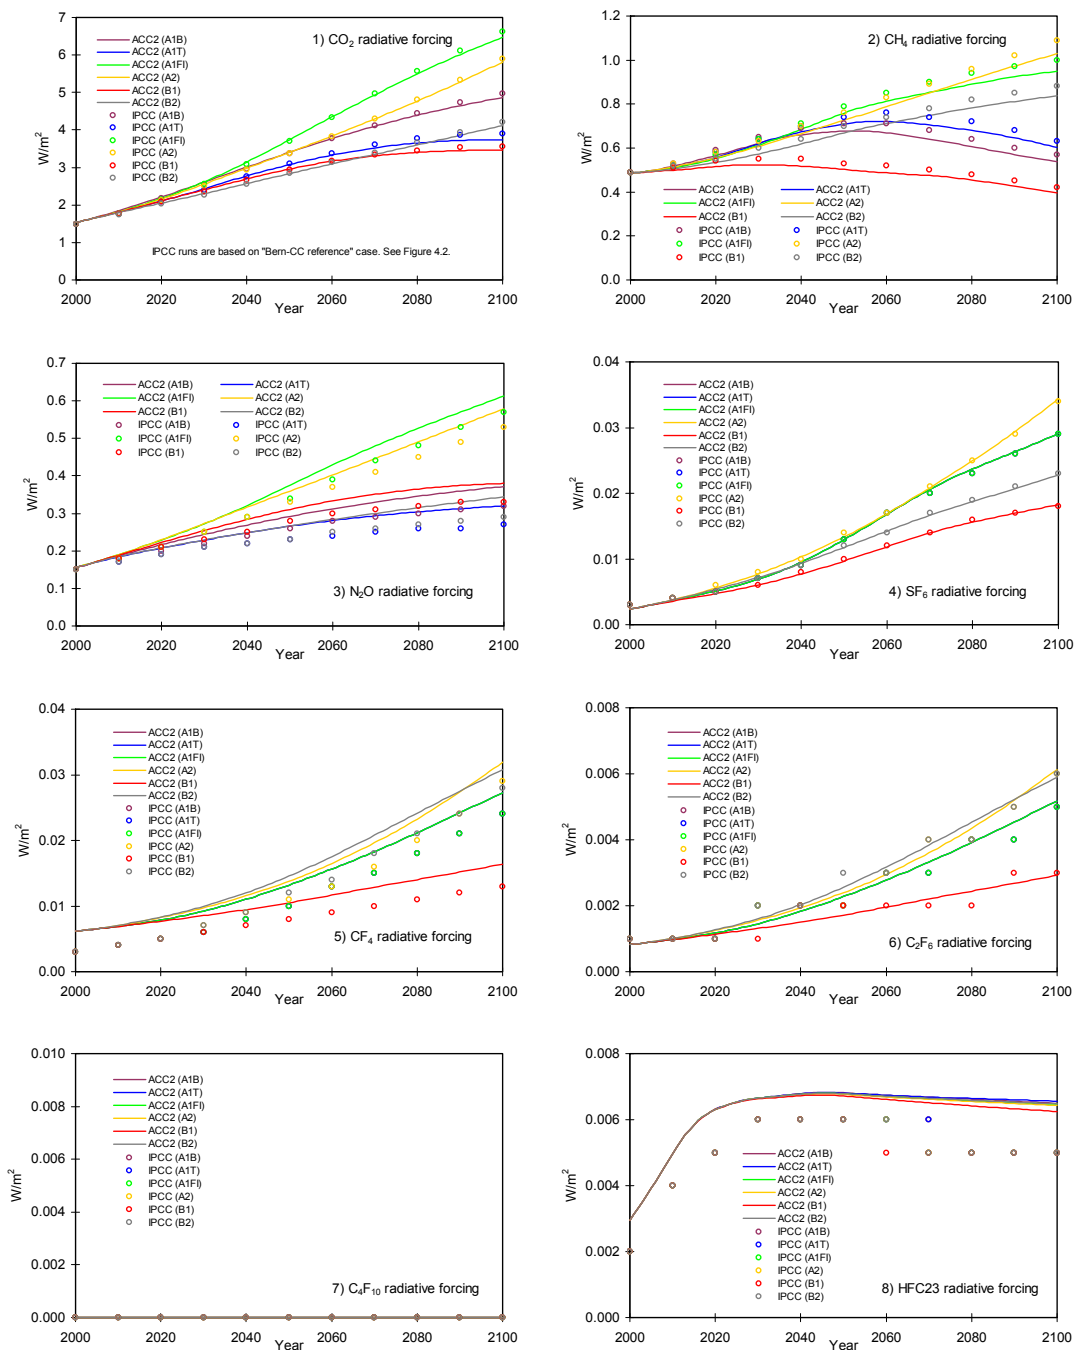 7
6
5
4
3
2
1
0
W/m²
ACC2 (A1B)
ACC2 (A1T)
ACC2 (A1FI)
ACC2 (A2)
ACC2 (B1)
ACC2 (B2)
IPCC (A1B)
IPCC (A1T)
IPCC (A1FI)
IPCC (A2)
IPCC (B1)
IPCC (B2)
1) CO₂ radiative forcing
IPCC runs are based on "Bern-CC reference" case. See Figure 4.2.
2000 2020 2040 2060 2080 2100
Year
1.2
1.0
0.8
0.6
0.4
0.2
0.0
W/m²
2) CH₄ radiative forcing
ACC2 (A1B) ACC2 (A1T)
ACC2 (A1FI) ACC2 (A2)
ACC2 (B1) ACC2 (B2)
IPCC (A1B) IPCC (A1T)
IPCC (A1FI) IPCC (A2)
IPCC (B1) IPCC (B2)
2000 2020 2040 2060 2080 2100
Year
0.7
0.6
0.5
0.4
0.3
0.2
0.1
0.0
W/m²
ACC2 (A1B) ACC2 (A1T)
ACC2 (A1FI) ACC2 (A2)
ACC2 (B1) ACC2 (B2)
IPCC (A1B) IPCC (A1T)
IPCC (A1FI) IPCC (A2)
IPCC (B1) IPCC (B2)
3) N₂O radiative forcing
2000 2020 2040 2060 2080 2100
Year
0.04
0.03
0.02
0.01
0.00
W/m²
ACC2 (A1B)
ACC2 (A1T)
ACC2 (A1FI)
ACC2 (A2)
ACC2 (B1)
ACC2 (B2)
IPCC (A1B)
IPCC (A1T)
IPCC (A1FI)
IPCC (A2)
IPCC (B1)
IPCC (B2)
4) SF₆ radiative forcing
2000 2020 2040 2060 2080 2100
Year
0.04
0.03
0.02
0.01
0.00
W/m²
ACC2 (A1B)
ACC2 (A1T)
ACC2 (A1FI)
ACC2 (A2)
ACC2 (B1)
ACC2 (B2)
IPCC (A1B)
IPCC (A1T)
IPCC (A1FI)
IPCC (A2)
IPCC (B1)
IPCC (B2)
5) CF₄ radiative forcing
2000 2020 2040 2060 2080 2100
Year
0.008
0.006
0.004
0.002
0.000
W/m²
ACC2 (A1B)
ACC2 (A1T)
ACC2 (A1FI)
ACC2 (A2)
ACC2 (B1)
ACC2 (B2)
IPCC (A1B)
IPCC (A1T)
IPCC (A1FI)
IPCC (A2)
IPCC (B1)
IPCC (B2)
6) C₂F₆ radiative forcing
2000 2020 2040 2060 2080 2100
Year
0.010
0.008
0.006
0.004
0.002
0.000
W/m²
ACC2 (A1B)
ACC2 (A1T)
ACC2 (A1FI)
ACC2 (A2)
ACC2 (B1)
ACC2 (B2)
IPCC (A1B)
IPCC (A1T)
IPCC (A1FI)
IPCC (A2)
IPCC (B1)
IPCC (B2)
7) C₄F₁₀ radiative forcing
2000 2020 2040 2060 2080 2100
Year
0.008
0.006
0.004
0.002
0.000
W/m²
ACC2 (A1B)
ACC2 (A1T)
ACC2 (A1FI)
ACC2 (A2)
ACC2 (B1)
ACC2 (B2)
IPCC (A1B)
IPCC (A1T)
IPCC (A1FI)
IPCC (A2)
IPCC (B1)
IPCC (B2)
8) HFC23 radiative forcing
2000 2020 2040 2060 2080 2100
Year